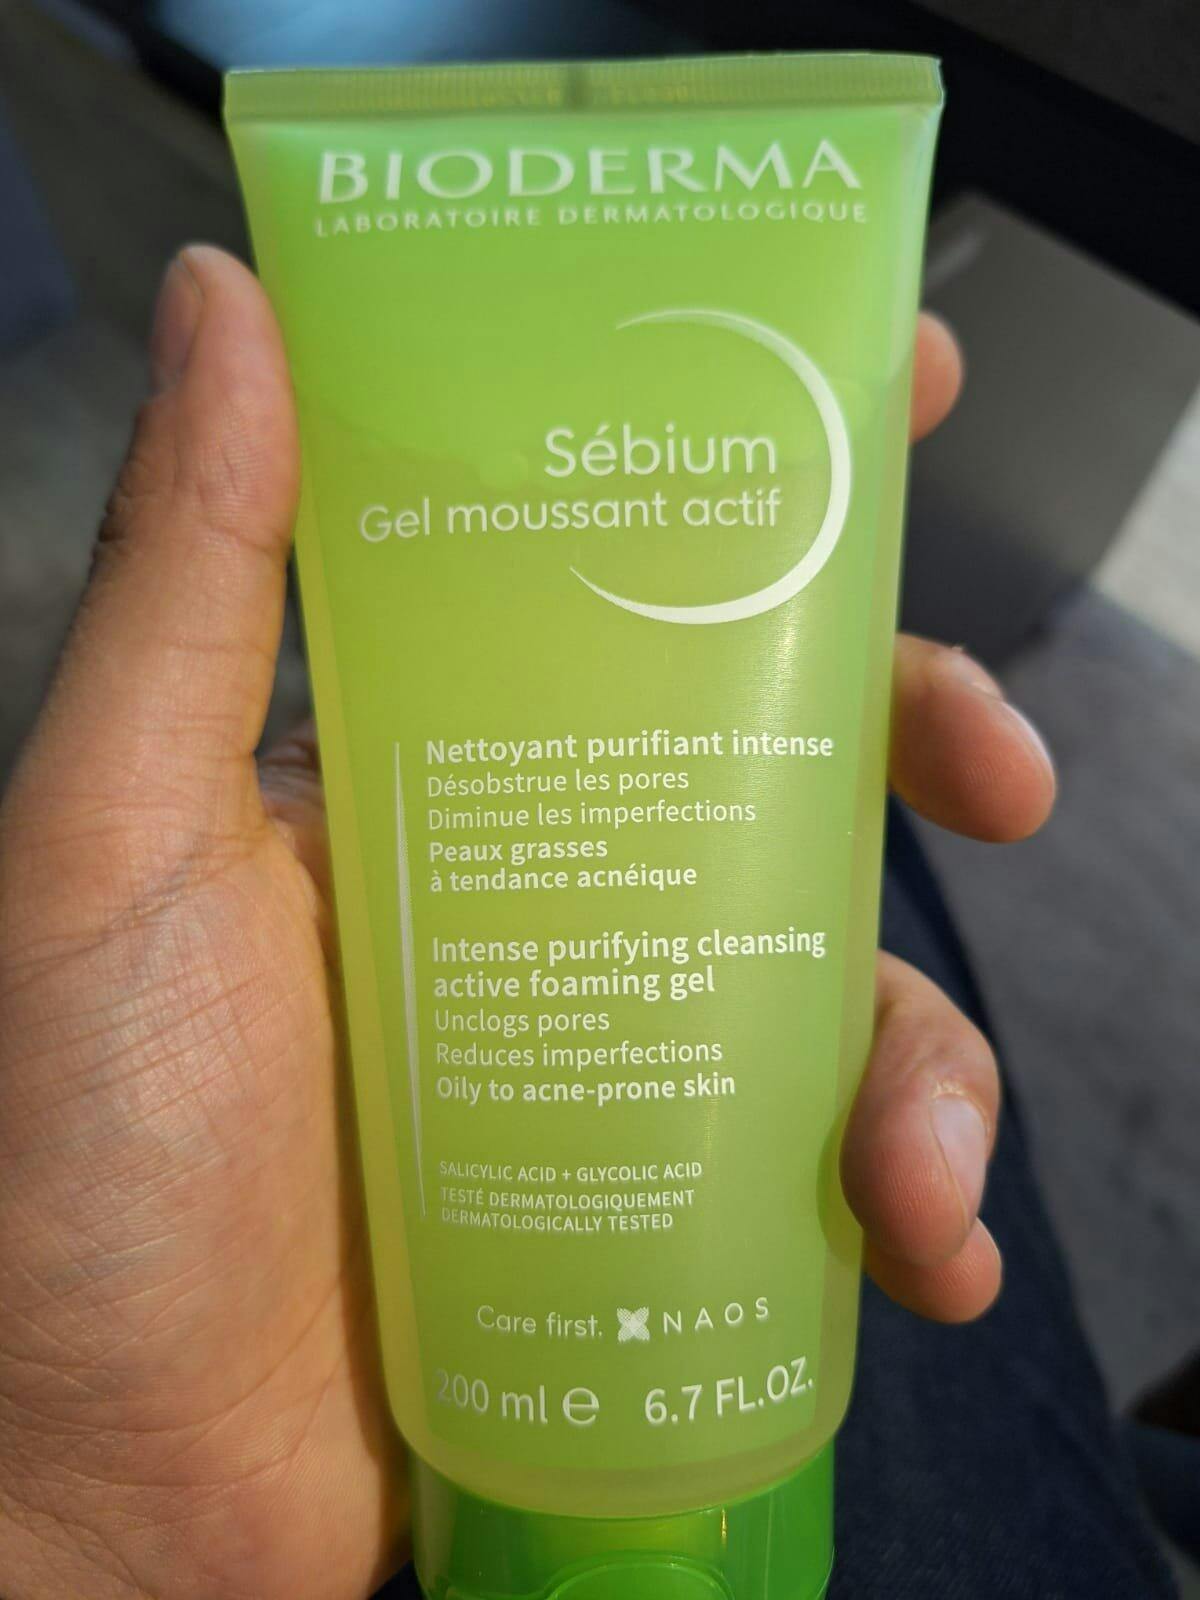 BIODERMA
LABORATOIRE DERMATOLOGIQUE
Sébium
Gel moussant actif
Nettoyant purifiant intense
Désobstrue les pores
Diminue les imperfections
Peaux grasses
à tendance acnéique
Intense purifying cleansing
active foaming gel
Unclogs pores
Reduces imperfections
Oily to acne-prone skin
SALICYLIC ACID + GLYCOLIC ACID
TESTÉ DERMATOLOGIQUEMENT
DERMATOLOGICALLY TESTED
Care first. NAOS
200 ml e 6.7 FL.OZ.